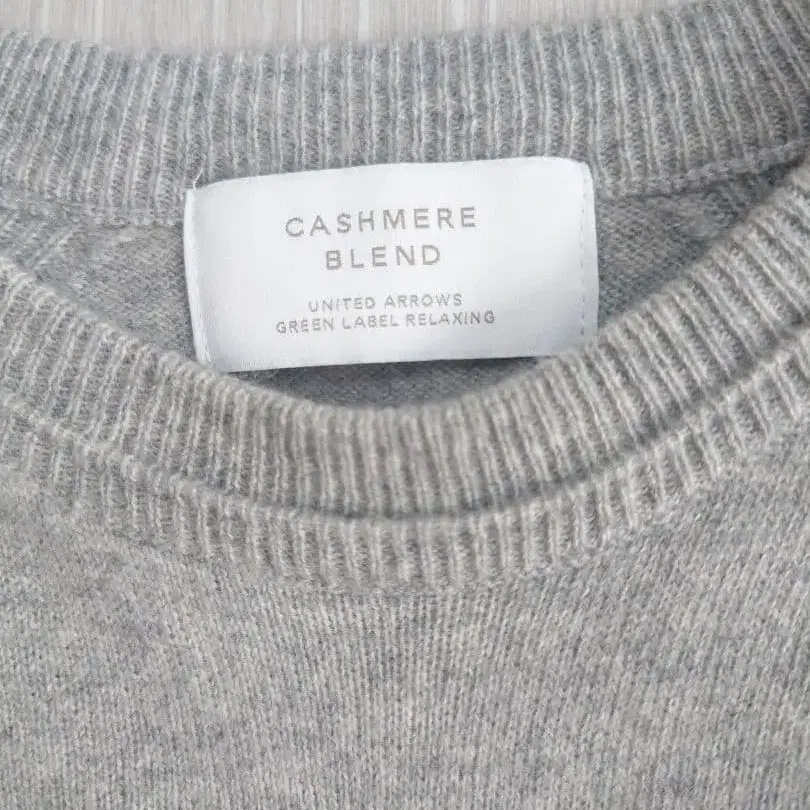 CASHMERE
BLEND
UNITED ARROWS
GREEN LABEL RELAXING